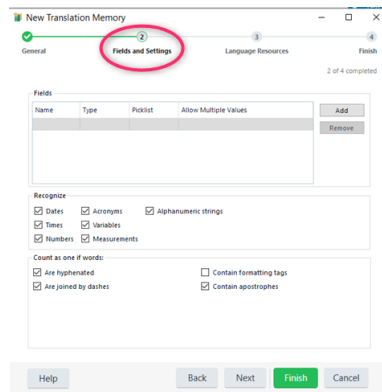 New Translation Memory
2 3 4
General Fields and Settings Language Resources Finish
2 of 4 completed
Fields
Name Type Picklist Allow Multiple Values Add
Remove
Recognize
Dates Acronyms Alphanumeric strings
Times Variables
Numbers Measurements
Count as one if words:
Are hyphenated Contain formatting tags
Are joined by dashes Contain apostrophes
Help Back Next Finish Cancel